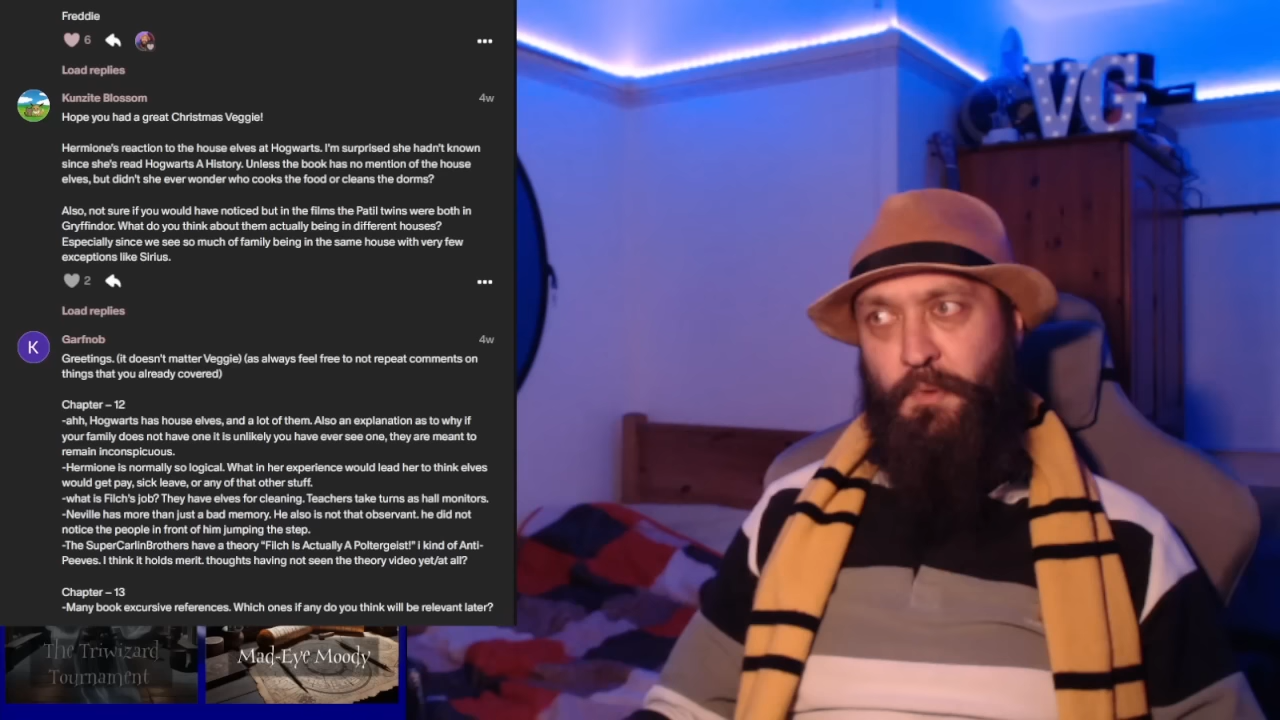 Freddie
6
Load replies
Kunzite Blossom 4w
Hope you had a great Christmas Veggie!
Hermione's reaction to the house elves at Hogwarts. I'm surprised she hadn't known
since she's read Hogwarts A History. Unless the book has no mention of the house
elves, but didn't she ever wonder who cooks the food or cleans the dorms?
Also, not sure if you would have noticed but in the films the Patil twins were both in
Gryffindor. What do you think about them actually being in different houses?
Especially since we see so much of family being in the same house with very few
exceptions like Sirius.
2
Load replies
K
Garfnob 4w
Greetings. (it doesn't matter Veggie) (as always feel free to not repeat comments on
things that you already covered)
Chapter – 12
-ahh, Hogwarts has house elves, and a lot of them. Also an explanation as to why if
your family does not have one it is unlikely you have ever see one, they are meant to
remain inconspicuous.
-Hermione is normally so logical. What in her experience would lead her to think elves
would get pay, sick leave, or any of that other stuff.
-what is Filch's job? They have elves for cleaning. Teachers take turns as hall monitors.
-Neville has more than just a bad memory. He also is not that observant. he did not
notice the people in front of him jumping the step.
-The SuperCarlinBrothers have a theory "Filch Is Actually A Poltergeist!" i kind of Anti-
Peeves. I think it holds merit. thoughts having not seen the theory video yet/at all?
Chapter – 13
-Many book excursive references. Which ones if any do you think will be relevant later?
The Triwizard
Tournament
Mad-Eye Moody
VG